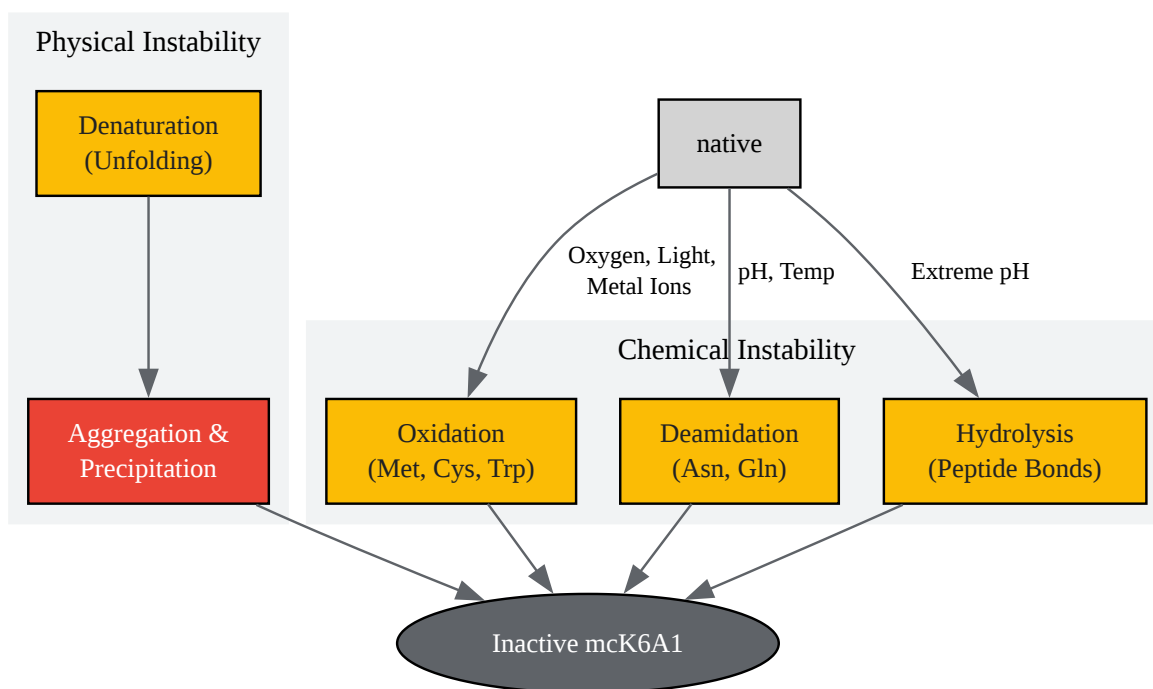 Physical Instability
Denaturation
(Unfolding)
native
Oxygen, Light,
Metal Ions
pH, Temp
Extreme pH
Chemical Instability
Aggregation &
Precipitation
Oxidation
(Met, Cys, Trp)
Deamidation
(Asn, Gln)
Hydrolysis
(Peptide Bonds)
Inactive mcK6A1